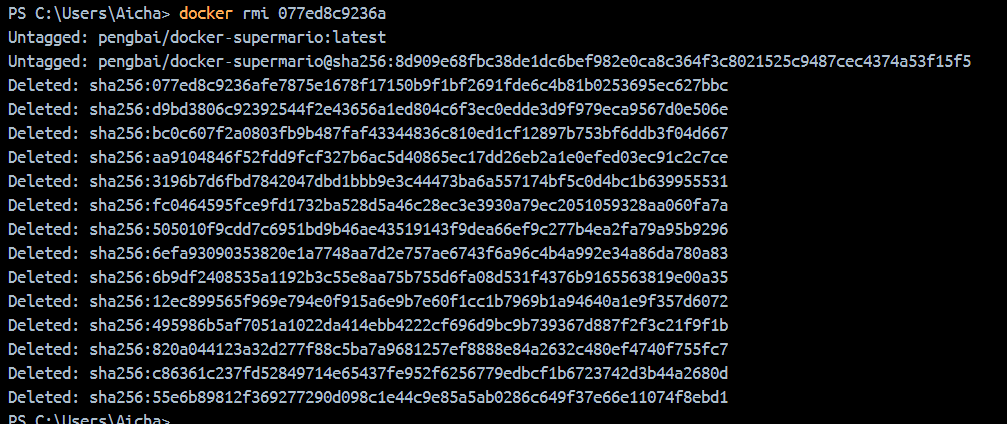 PS C:\Users\Aicha> docker rmi 077ed8c9236a
Untagged: pengbai/docker-supermario:latest
Untagged: pengbai/docker-supermario@sha256:8d909e68fbc38de1dc6bef982e0ca8c364f3c8021525c9487cec4374a53f15f5
Deleted: sha256:077ed8c9236afe7875e1678f17150b9f1bf2691fde6c4b81b0253695ec627bbc
Deleted: sha256:d9bd3806c92392544f2e43656a1ed804c6f3ec0edde3d9f979eca9567d0e506e
Deleted: sha256:bc0c607f2a0803fb9b487faf43344836c810ed1cf12897b753bf6ddb3f04d667
Deleted: sha256:aa9104846f52fdd9fcf327b6ac5d40865ec17dd26eb2a1e0efed03ec91c2c7ce
Deleted: sha256:3196b7d6fbd7842047dbd1bbb9e3c44473ba6a557174bf5c0d4bc1b639955531
Deleted: sha256:fc0464595fce9fd1732ba528d5a46c28ec3e3930a79ec2051059328aa060fa7a
Deleted: sha256:505010f9cdd7c6951bd9b46ae43519143f9dea66ef9c277b4ea2fa79a95b9296
Deleted: sha256:6efa93090353820e1a7748aa7d2e757ae6743f6a96c4b4a992e34a86da780a83
Deleted: sha256:6b9df2408535a1192b3c55e8aa75b755d6fa08d531f4376b9165563819e00a35
Deleted: sha256:12ec899565f969e794e0f915a6e9b7e60f1cc1b7969b1a94640a1e9f357d6072
Deleted: sha256:495986b5af7051a1022da414ebb4222cf696d9bc9b739367d887f2f3c21f9f1b
Deleted: sha256:820a044123a32d277f88c5ba7a9681257ef8888e84a2632c480ef4740f755fc7
Deleted: sha256:c86361c237fd52849714e65437fe952f6256779edbcf1b6723742d3b44a2680d
Deleted: sha256:55e6b89812f369277290d098c1e44c9e85a5ab0286c649f37e66e11074f8ebd1
PS C:\Users\Aicha>